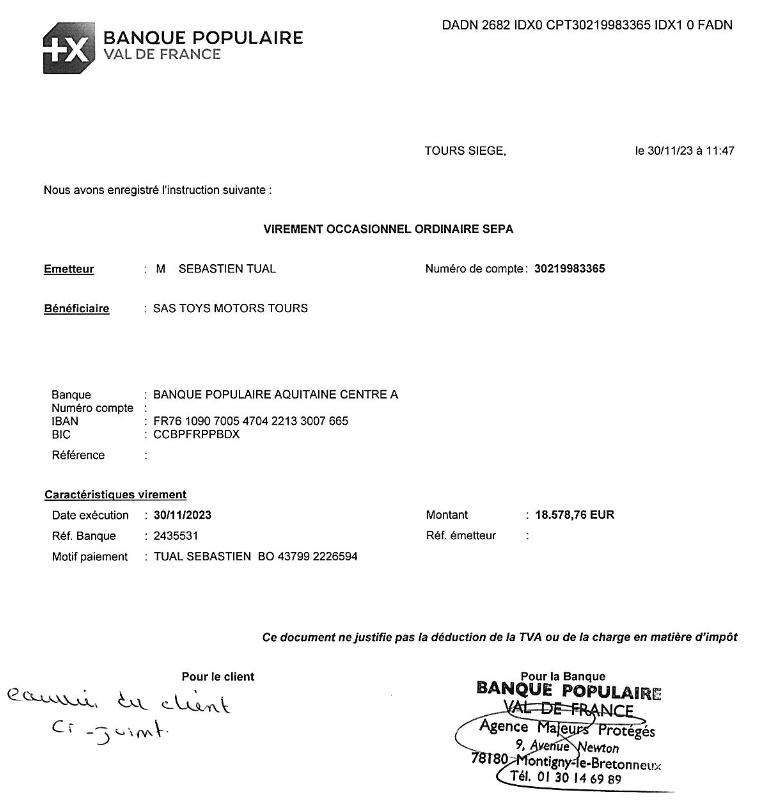 BANQUE POPULAIRE
VAL DE FRANCE
DADN 2682 IDX0 CPT30219983365 IDX1 0 FADN
TOURS SIEGE, le 30/11/23 à 11:47
Nous avons enregistré l'instruction suivante :
VIREMENT OCCASIONNEL ORDINAIRE SEPA
Emetteur : M SEBASTIEN TUAL Numéro de compte : 30219983365
Bénéficiaire : SAS TOYS MOTORS TOURS
Banque : BANQUE POPULAIRE AQUITAINE CENTRE A
Numéro compte :
IBAN : FR76 1090 7005 4704 2213 3007 665
BIC : CCBPFRPPBDX
Référence :
Caractéristiques virement
Date exécution : 30/11/2023 Montant : 18.578,76 EUR
Réf. Banque : 2435531 Réf. émetteur :
Motif paiement : TUAL SEBASTIEN BO 43799 2226594
Ce document ne justifie pas la déduction de la TVA ou de la charge en matière d'impôt
Pour le client
du client
ci-joint.
Pour la Banque
BANQUE POPULAIRE
VAL DE FRANCE
Agence Majeurs Protégés
9, Avenue Newton
78180 Montigny-le-Bretonneux
Tél. 01 30 14 69 89